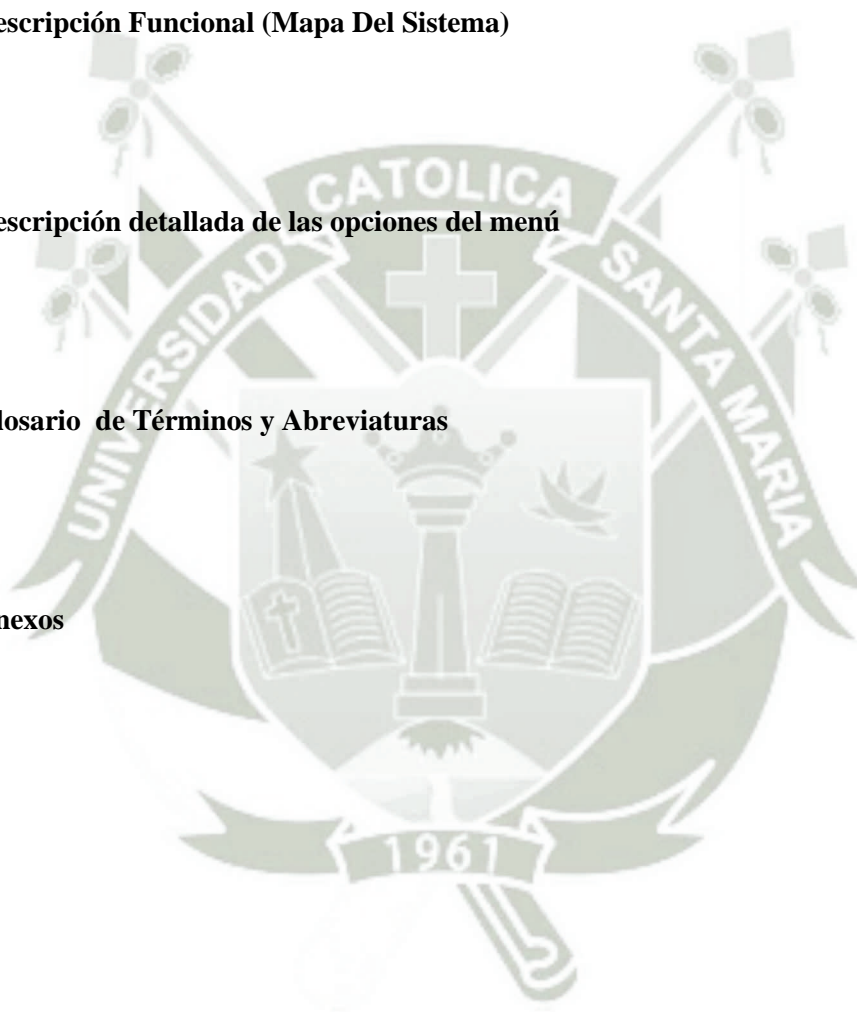 escripción Funcional (Mapa Del Sistema)
CATOLICA
escripción detallada de las opciones del menú
UNIVERSIDAD
SANTA MARIA
losario de Términos y Abreviaturas
nexos
1961